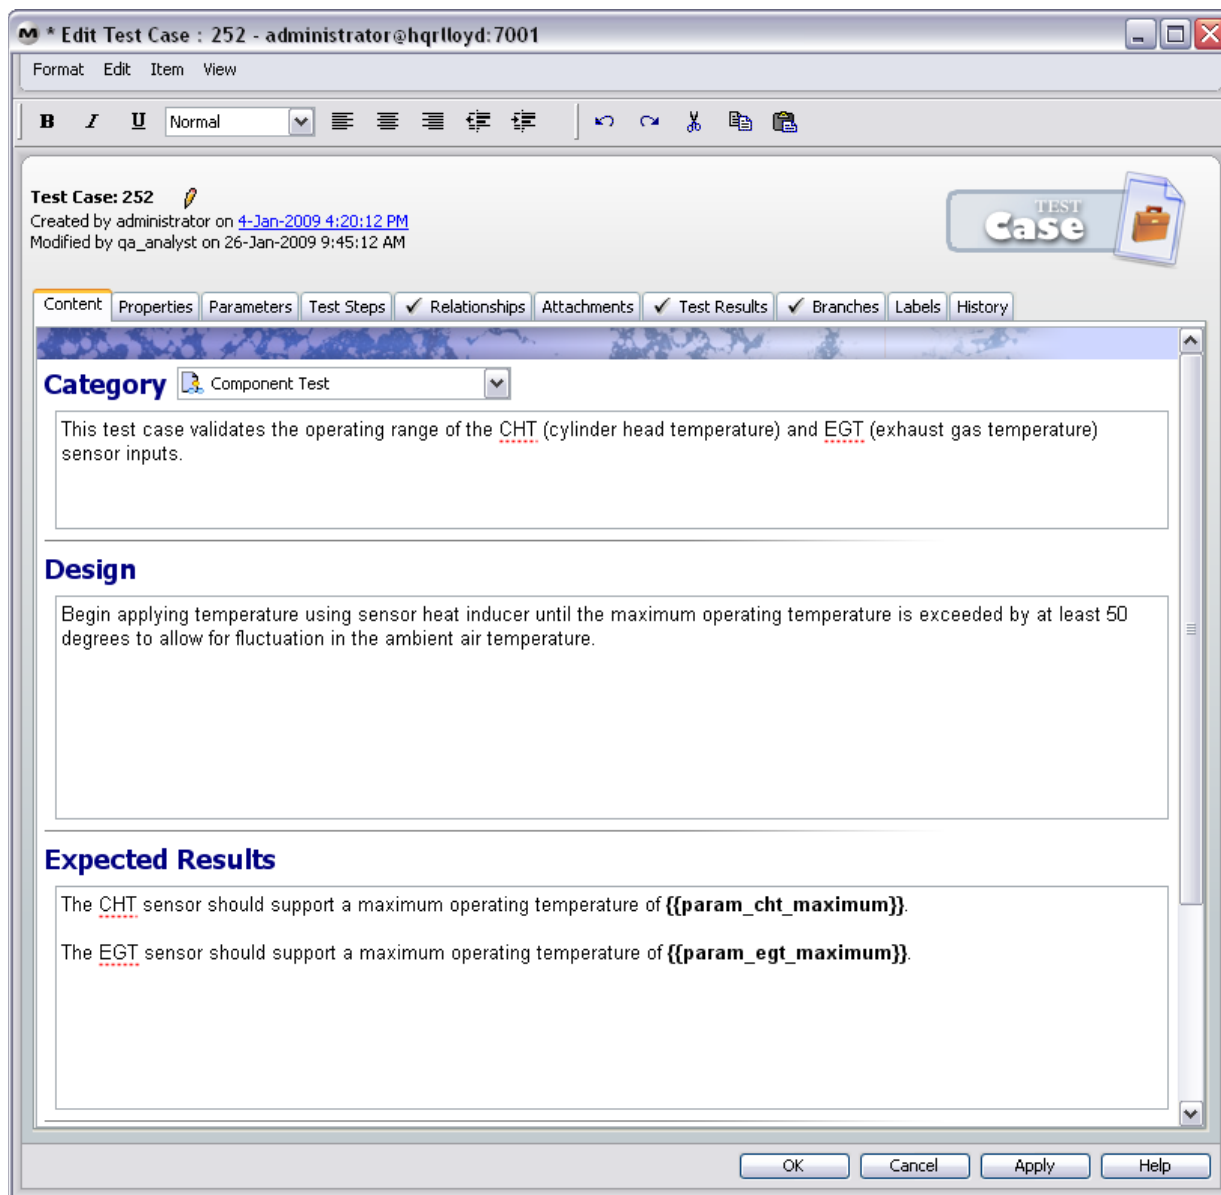 * Edit Test Case : 252 - administrator@hqrlloyd:7001
Format Edit Item View
B I U Normal
Test Case: 252
Created by administrator on 4-Jan-2009 4:20:12 PM
Modified by qa_analyst on 26-Jan-2009 9:45:12 AM
TEST
Case
Content Properties Parameters Test Steps Relationships Attachments Test Results Branches Labels History
Category Component Test
This test case validates the operating range of the CHT (cylinder head temperature) and EGT (exhaust gas temperature)
sensor inputs.
Design
Begin applying temperature using sensor heat inducer until the maximum operating temperature is exceeded by at least 50
degrees to allow for fluctuation in the ambient air temperature.
Expected Results
The CHT sensor should support a maximum operating temperature of {{param_cht_maximum}}.
The EGT sensor should support a maximum operating temperature of {{param_egt_maximum}}.
OK Cancel Apply Help